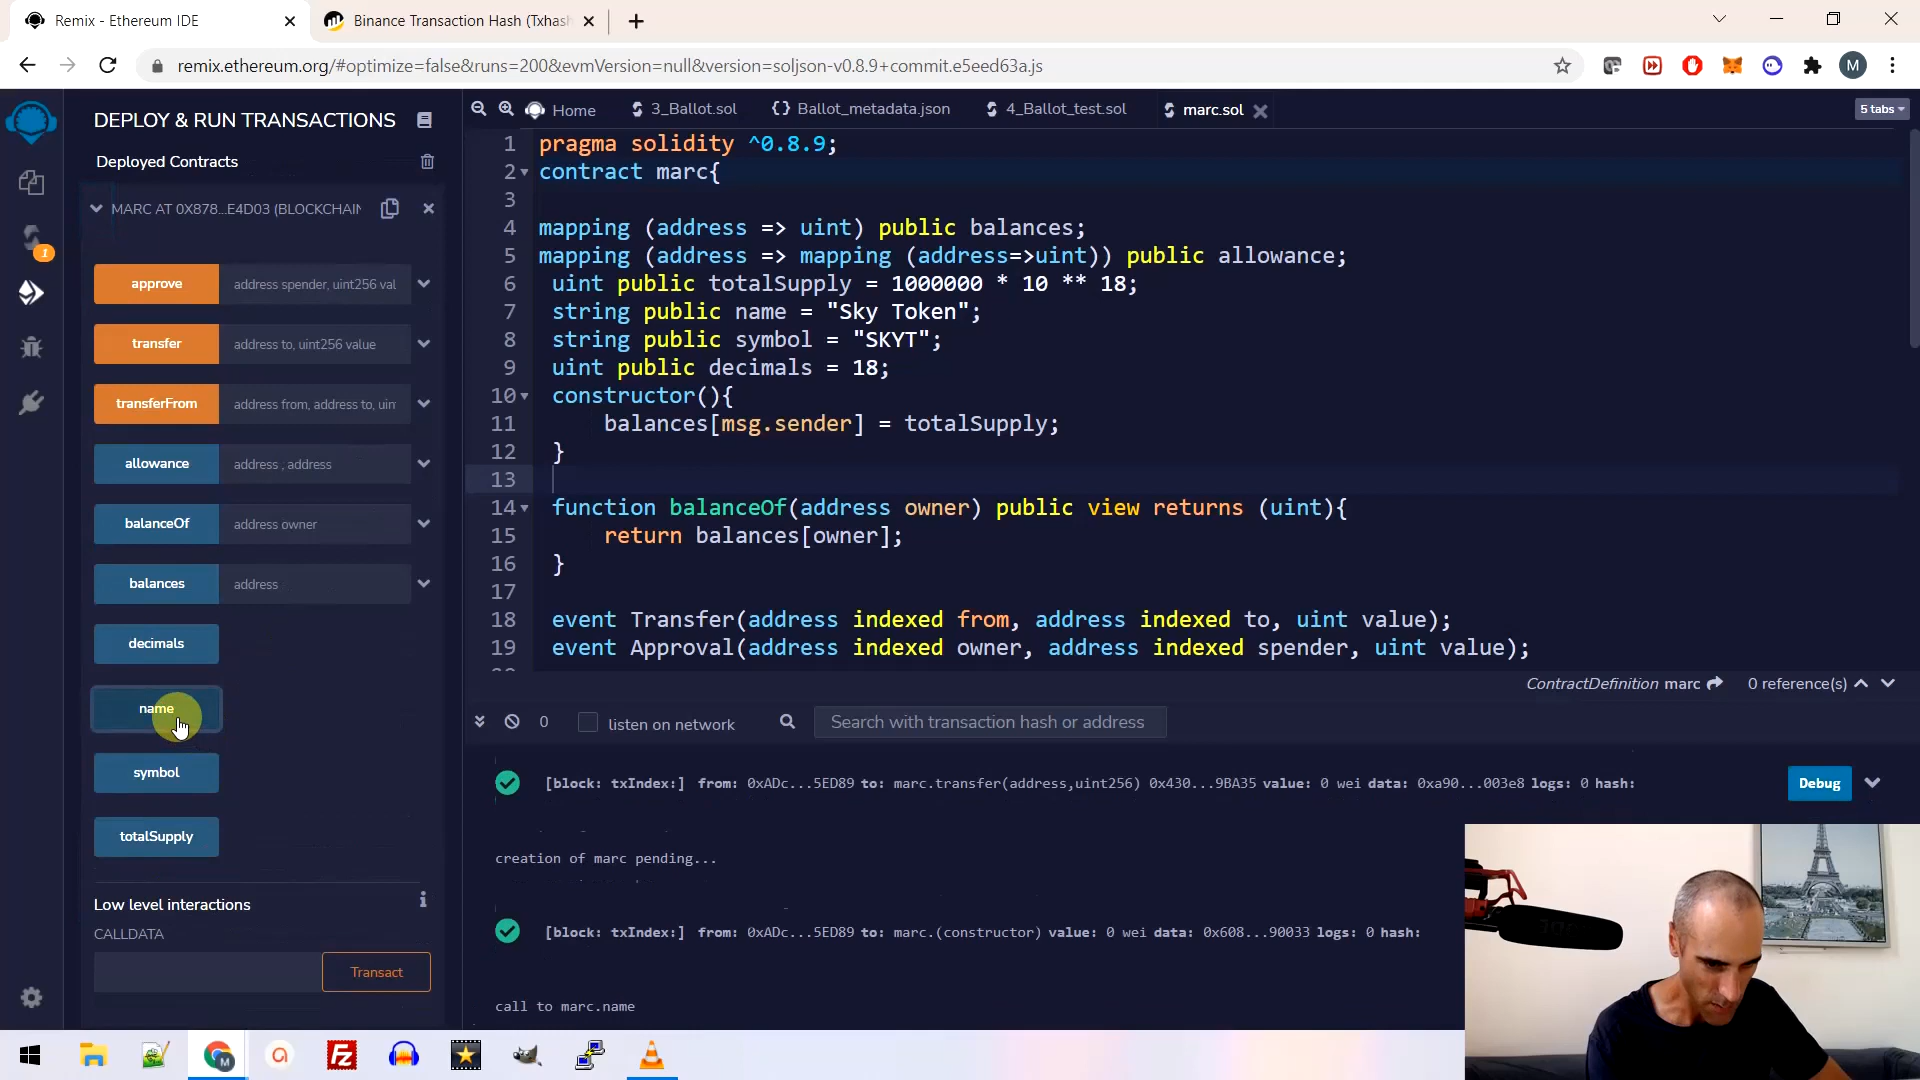 Remix - Ethereum IDE
Binance Transaction Hash (Txhash
remix.ethereum.org/#optimize=false&runs=200&evmVersion=null&version=soljson-v0.8.9+commit.e5eed63a.js
M
DEPLOY & RUN TRANSACTIONS
Home
3_Ballot.sol
{} Ballot_metadata.json
4_Ballot_test.sol
marc.sol
5 tabs
Deployed Contracts
MARC AT 0X878...E4D03 (BLOCKCHAIN
approve
address spender, uint256 val
transfer
address to, uint256 value
transferFrom
address from, address to, uin
allowance
address , address
balanceOf
address owner
balances
address
decimals
name
symbol
totalSupply
Low level interactions
i
CALLDATA
Transact
1
1 pragma solidity ^0.8.9;
2 contract marc{
3
4 mapping (address => uint) public balances;
5 mapping (address => mapping (address=>uint)) public allowance;
6 uint public totalSupply = 1000000 * 10 ** 18;
7 string public name = "Sky Token";
8 string public symbol = "SKYT";
9 uint public decimals = 18;
10 constructor(){
11 balances[msg.sender] = totalSupply;
12 }
13
14 function balanceOf(address owner) public view returns (uint){
15 return balances[owner];
16 }
17
18 event Transfer(address indexed from, address indexed to, uint value);
19 event Approval(address indexed owner, address indexed spender, uint value);
ContractDefinition marc 0 reference(s)
0 listen on network Search with transaction hash or address
[block: txIndex:] from: 0xADc...5ED89 to: marc.transfer(address,uint256) 0x430...9BA35 value: 0 wei data: 0xa90...003e8 logs: 0 hash:
Debug
creation of marc pending...
[block: txIndex:] from: 0xADc...5ED89 to: marc.(constructor) value: 0 wei data: 0x608...90033 logs: 0 hash:
call to marc.name